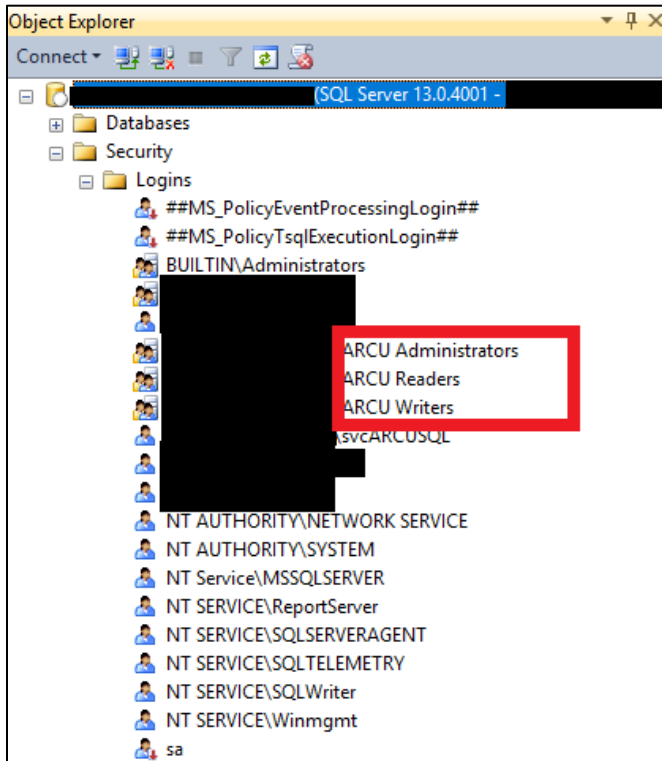 Object Explorer
Connect
(SQL Server 13.0.4001 -
Databases
Security
Logins
##MS_PolicyEventProcessingLogin##
##MS_PolicyTsqlExecutionLogin##
BUILTIN\Administrators
ARCU Administrators
ARCU Readers
ARCU Writers
\svcARCUSQL
NT AUTHORITY\NETWORK SERVICE
NT AUTHORITY\SYSTEM
NT Service\MSSQLSERVER
NT SERVICE\ReportServer
NT SERVICE\SQLSERVERAGENT
NT SERVICE\SQLTELEMETRY
NT SERVICE\SQLWriter
NT SERVICE\Winmgmt
sa